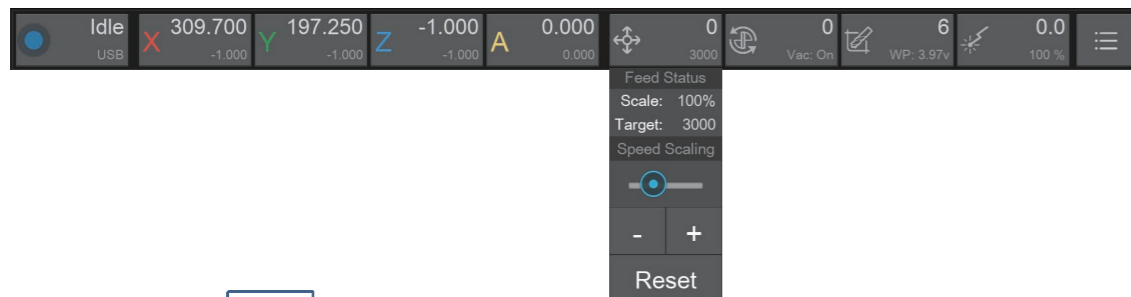 Idle X 309.700 Y 197.250 Z -1.000 A 0.000 0 0 6 0.0
USB -1.000 -1.000 -1.000 0.000 3000 Vac: On WP: 3.97v 100 %
Feed Status
Scale: 100%
Target: 3000
Speed Scaling
- +
Reset